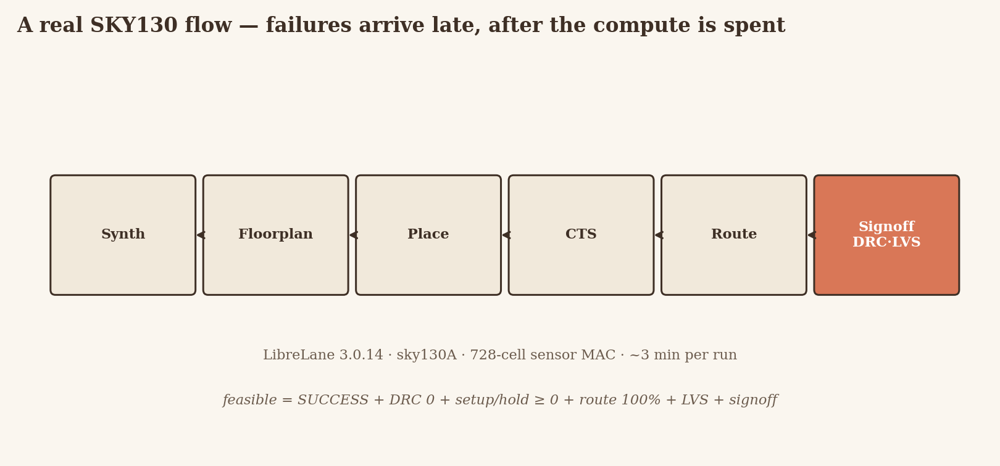 A real SKY130 flow — failures arrive late, after the compute is spent
Synth
Floorplan
Place
CTS
Route
Signoff
DRC·LVS
LibreLane 3.0.14 · sky130A · 728-cell sensor MAC · ~3 min per run
feasible = SUCCESS + DRC 0 + setup/hold ≥ 0 + route 100% + LVS + signoff